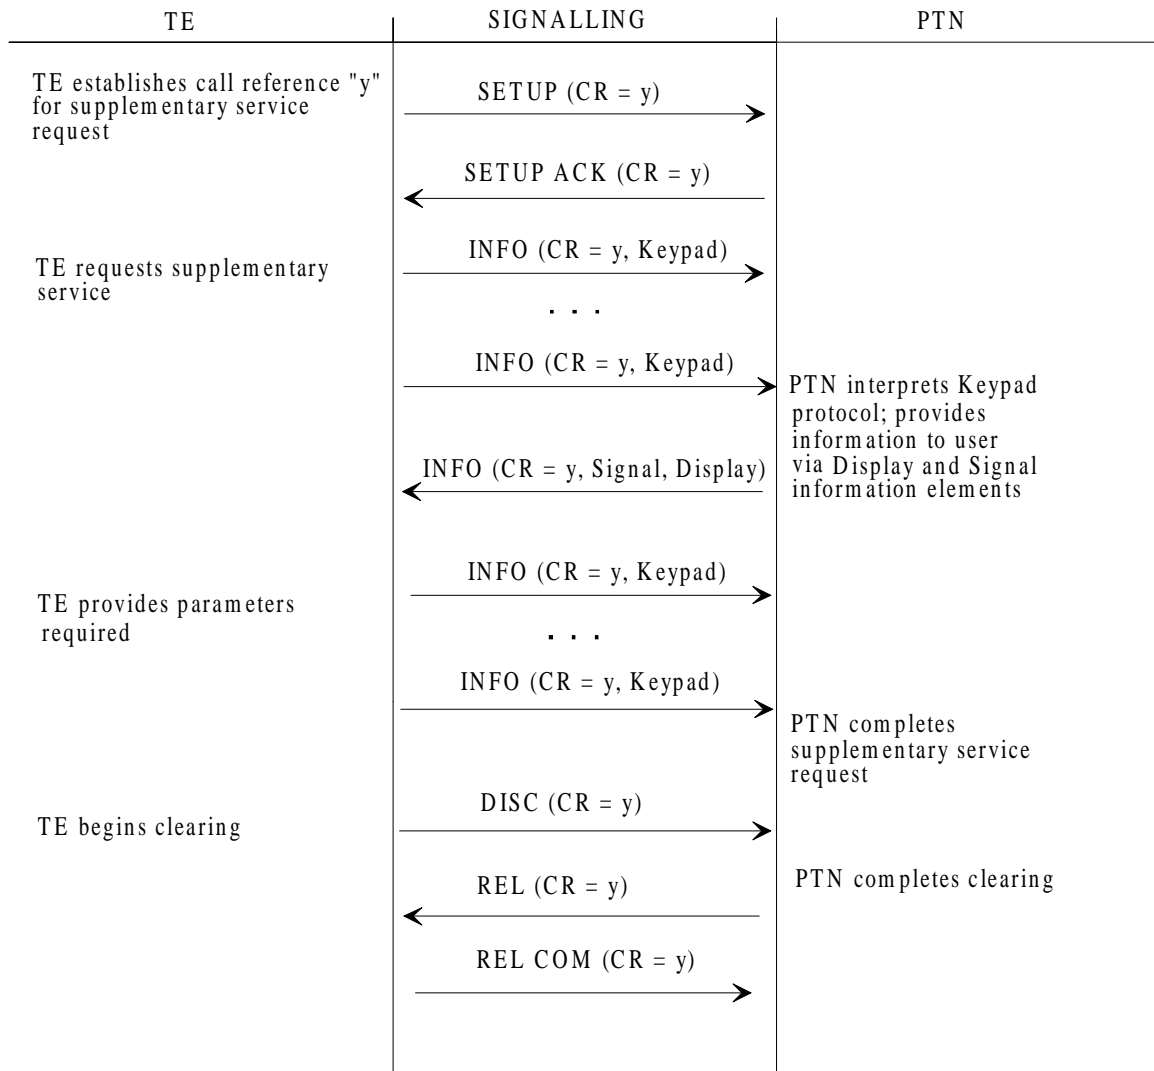 TE
SIGNALLING
PTN
TE establishes call reference "y"
for supplementary service
request
SETUP (CR = y)
SETUP ACK (CR = y)
INFO (CR = y, Keypad)
TE requests supplementary
service
. . .
INFO (CR = y, Keypad)
PTN interprets Keypad
protocol; provides
information to user
via Display and Signal
information elements
INFO (CR = y, Signal, Display)
INFO (CR = y, Keypad)
TE provides parameters
required
. . .
INFO (CR = y, Keypad)
PTN completes
supplementary service
request
DISC (CR = y)
TE begins clearing
REL (CR = y)
PTN completes clearing
REL COM (CR = y)